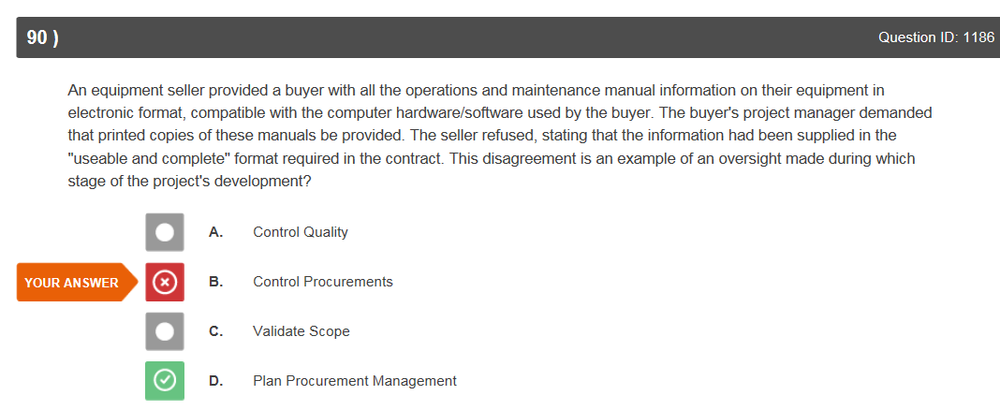 90 )
Question ID: 1186
An equipment seller provided a buyer with all the operations and maintenance manual information on their equipment in
electronic format, compatible with the computer hardware/software used by the buyer. The buyer's project manager demanded
that printed copies of these manuals be provided. The seller refused, stating that the information had been supplied in the
"useable and complete" format required in the contract. This disagreement is an example of an oversight made during which
stage of the project's development?
A. Control Quality
YOUR ANSWER B. Control Procurements
C. Validate Scope
D. Plan Procurement Management